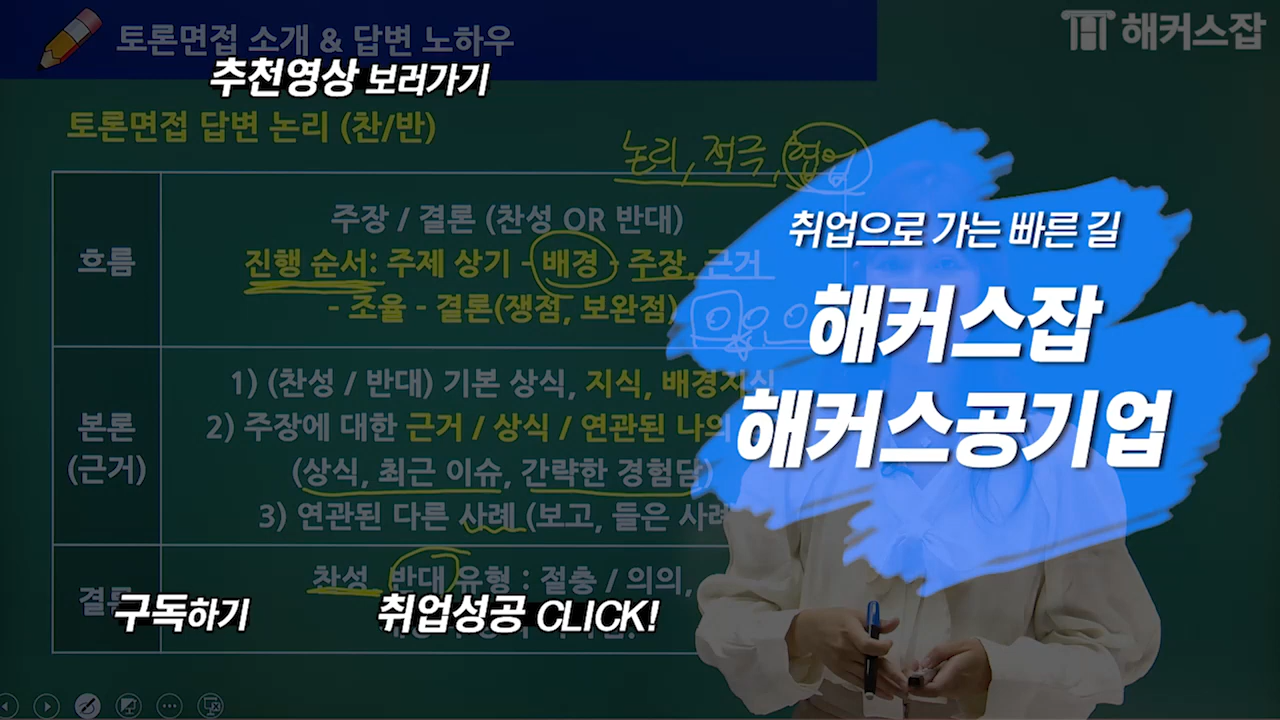 토론면접 소개 & 답변 노하우
해커스잡
추천영상 보러가기
토론면접 답변 논리 (찬/반)
논리, 적극, 협업
흐름
주장 / 결론 (찬성 OR 반대)
진행 순서: 주제 상기 - 배경 - 주장, 근거
- 조율 - 결론(쟁점, 보완점)
본론
(근거)
1) (찬성 / 반대) 기본 상식, 지식, 배경지식
2) 주장에 대한 근거 / 상식 / 연관된 나의
(상식, 최근 이슈, 간략한 경험담)
3) 연관된 다른 사례 (보고, 들은 사례
찬성, 반대 유형 : 절충 / 의의,
취업으로 가는 빠른 길
해커스잡
해커스공기업
구독하기
취업성공 CLICK!